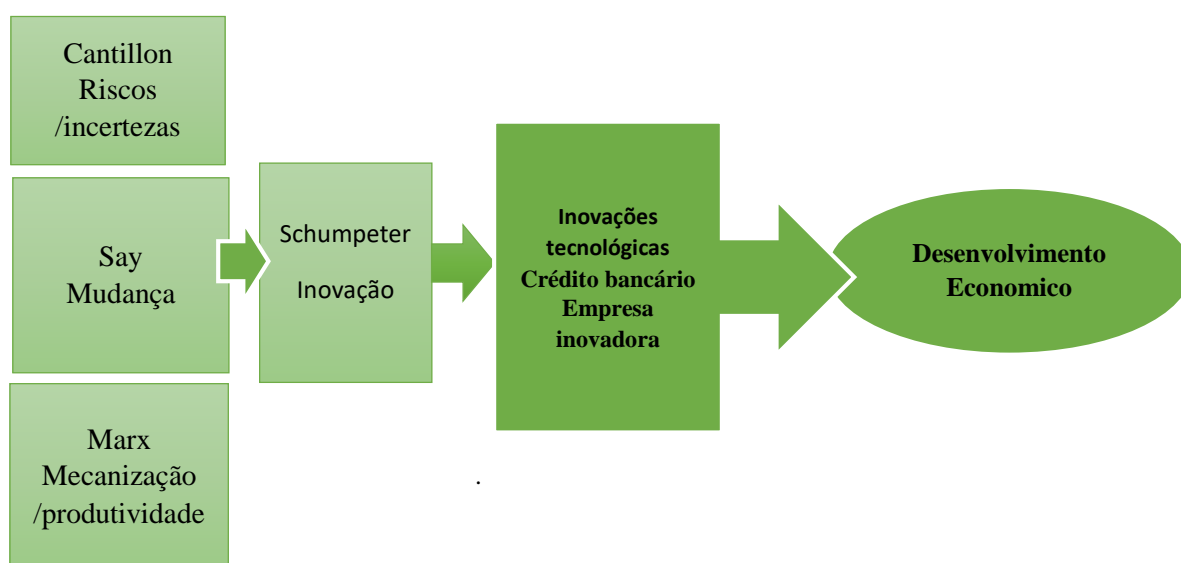 Cantillon
Riscos
/incertezas
Say
Mudança
Marx
Mecanização
/produtividade
Schumpeter
Inovação
Inovações
tecnológicas
Crédito bancário
Empresa
inovadora
Desenvolvimento
Economico
.